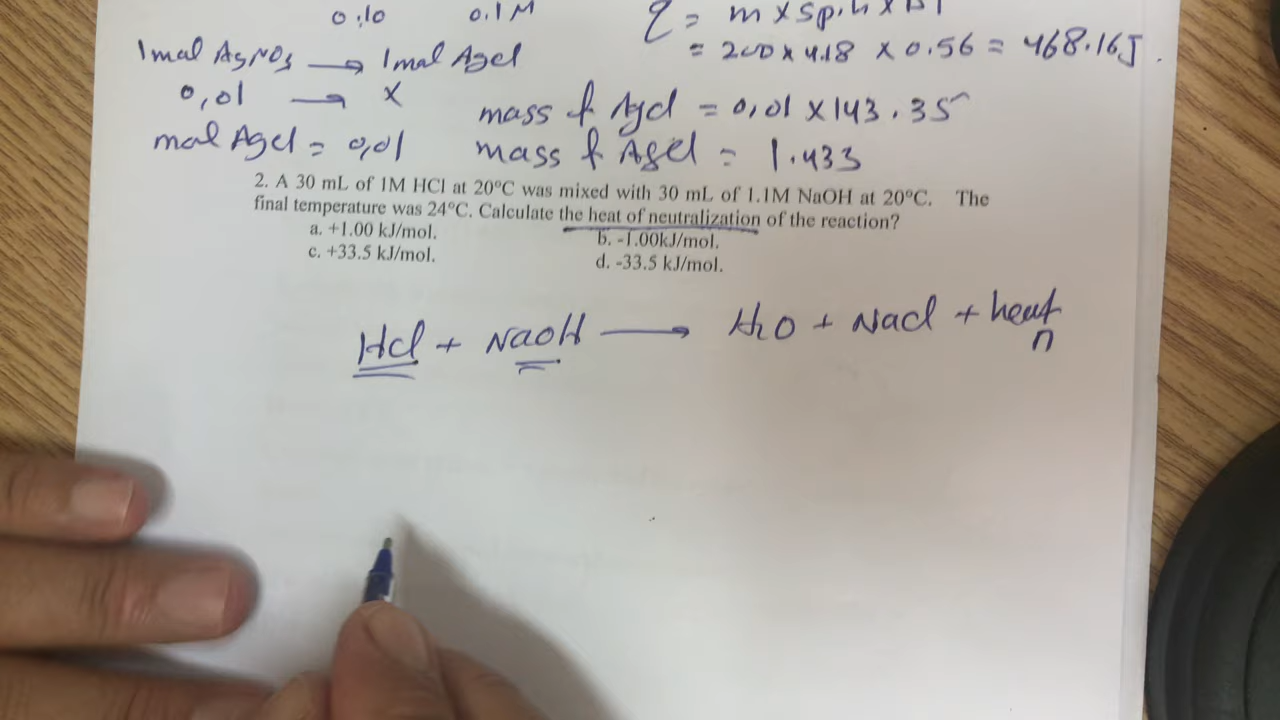 0.10 0.1M q = m x sp.h x ΔT
1mol AgNO3 → 1mol Agcl = 200 x 4.18 x 0.56 = 468.16J.
0,01 → x mass of Agcl = 0,01 x 143.35
mol Agcl = 0,01 mass of Agcl = 1.433
2. A 30 mL of 1M HCl at 20°C was mixed with 30 mL of 1.1M NaOH at 20°C. The
final temperature was 24°C. Calculate the heat of neutralization of the reaction?
a. +1.00 kJ/mol. b. -1.00kJ/mol.
c. +33.5 kJ/mol. d. -33.5 kJ/mol.
Hcl + NaoH → H2O + Nacl + heat
n